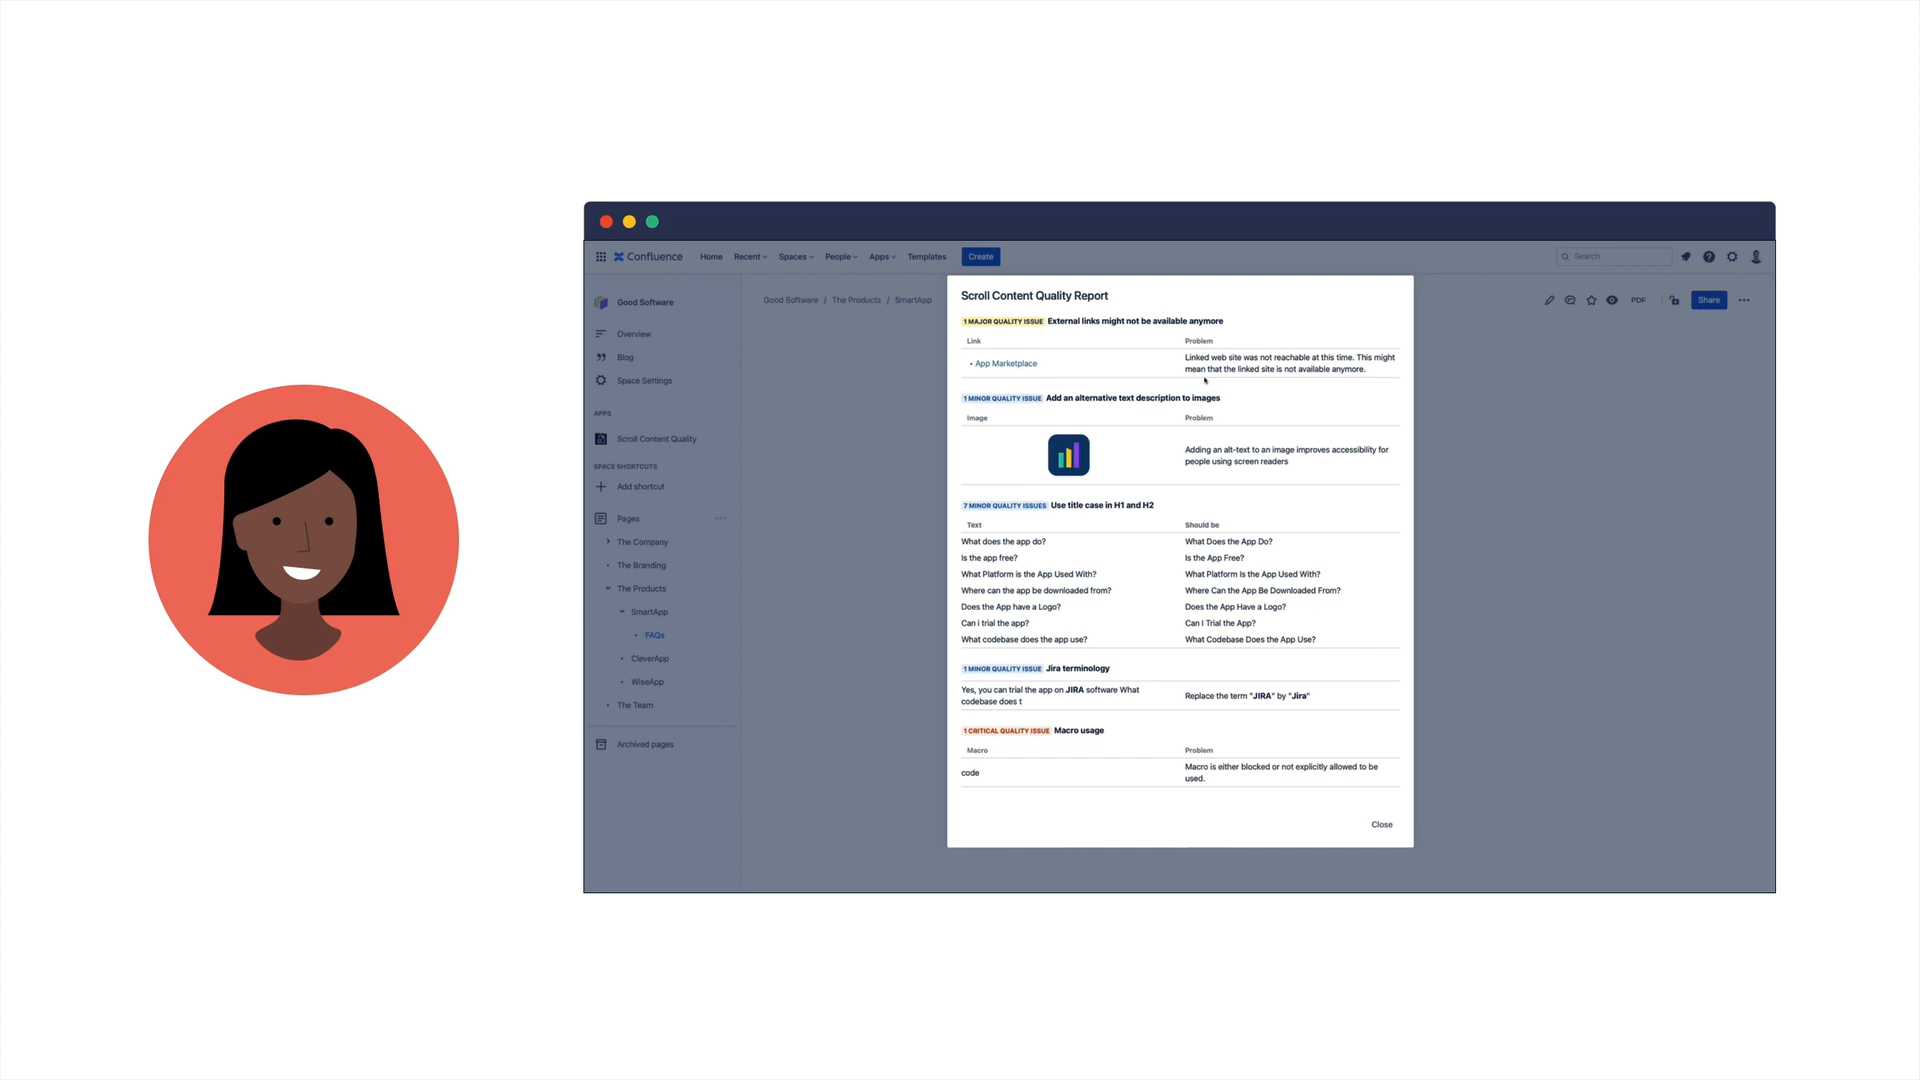 Confluence
Home
Recent
Spaces
People
Apps
Templates
Create
Search
Good Software
Overview
Blog
Space Settings
APPS
Scroll Content Quality
SPACE SHORTCUTS
Add shortcut
Pages
The Company
The Branding
The Products
SmartApp
FAQs
CleverApp
WiseApp
The Team
Archived pages
Good Software / The Products / SmartApp
PDF
Share
Scroll Content Quality Report
1 MAJOR QUALITY ISSUE External links might not be available anymore
Link Problem
• App Marketplace
Linked web site was not reachable at this time. This might
mean that the linked site is not available anymore.
1 MINOR QUALITY ISSUE Add an alternative text description to images
Image Problem
Adding an alt-text to an image improves accessibility for
people using screen readers
7 MINOR QUALITY ISSUES Use title case in H1 and H2
Text Should be
What does the app do? What Does the App Do?
Is the app free? Is the App Free?
What Platform is the App Used With? What Platform Is the App Used With?
Where can the app be downloaded from? Where Can the App Be Downloaded From?
Does the App have a Logo? Does the App Have a Logo?
Can i trial the app? Can I Trial the App?
What codebase does the app use? What Codebase Does the App Use?
1 MINOR QUALITY ISSUE Jira terminology
Yes, you can trial the app on JIRA software What
codebase does t
Replace the term "JIRA" by "Jira"
1 CRITICAL QUALITY ISSUE Macro usage
Macro Problem
code
Macro is either blocked or not explicitly allowed to be
used.
Close